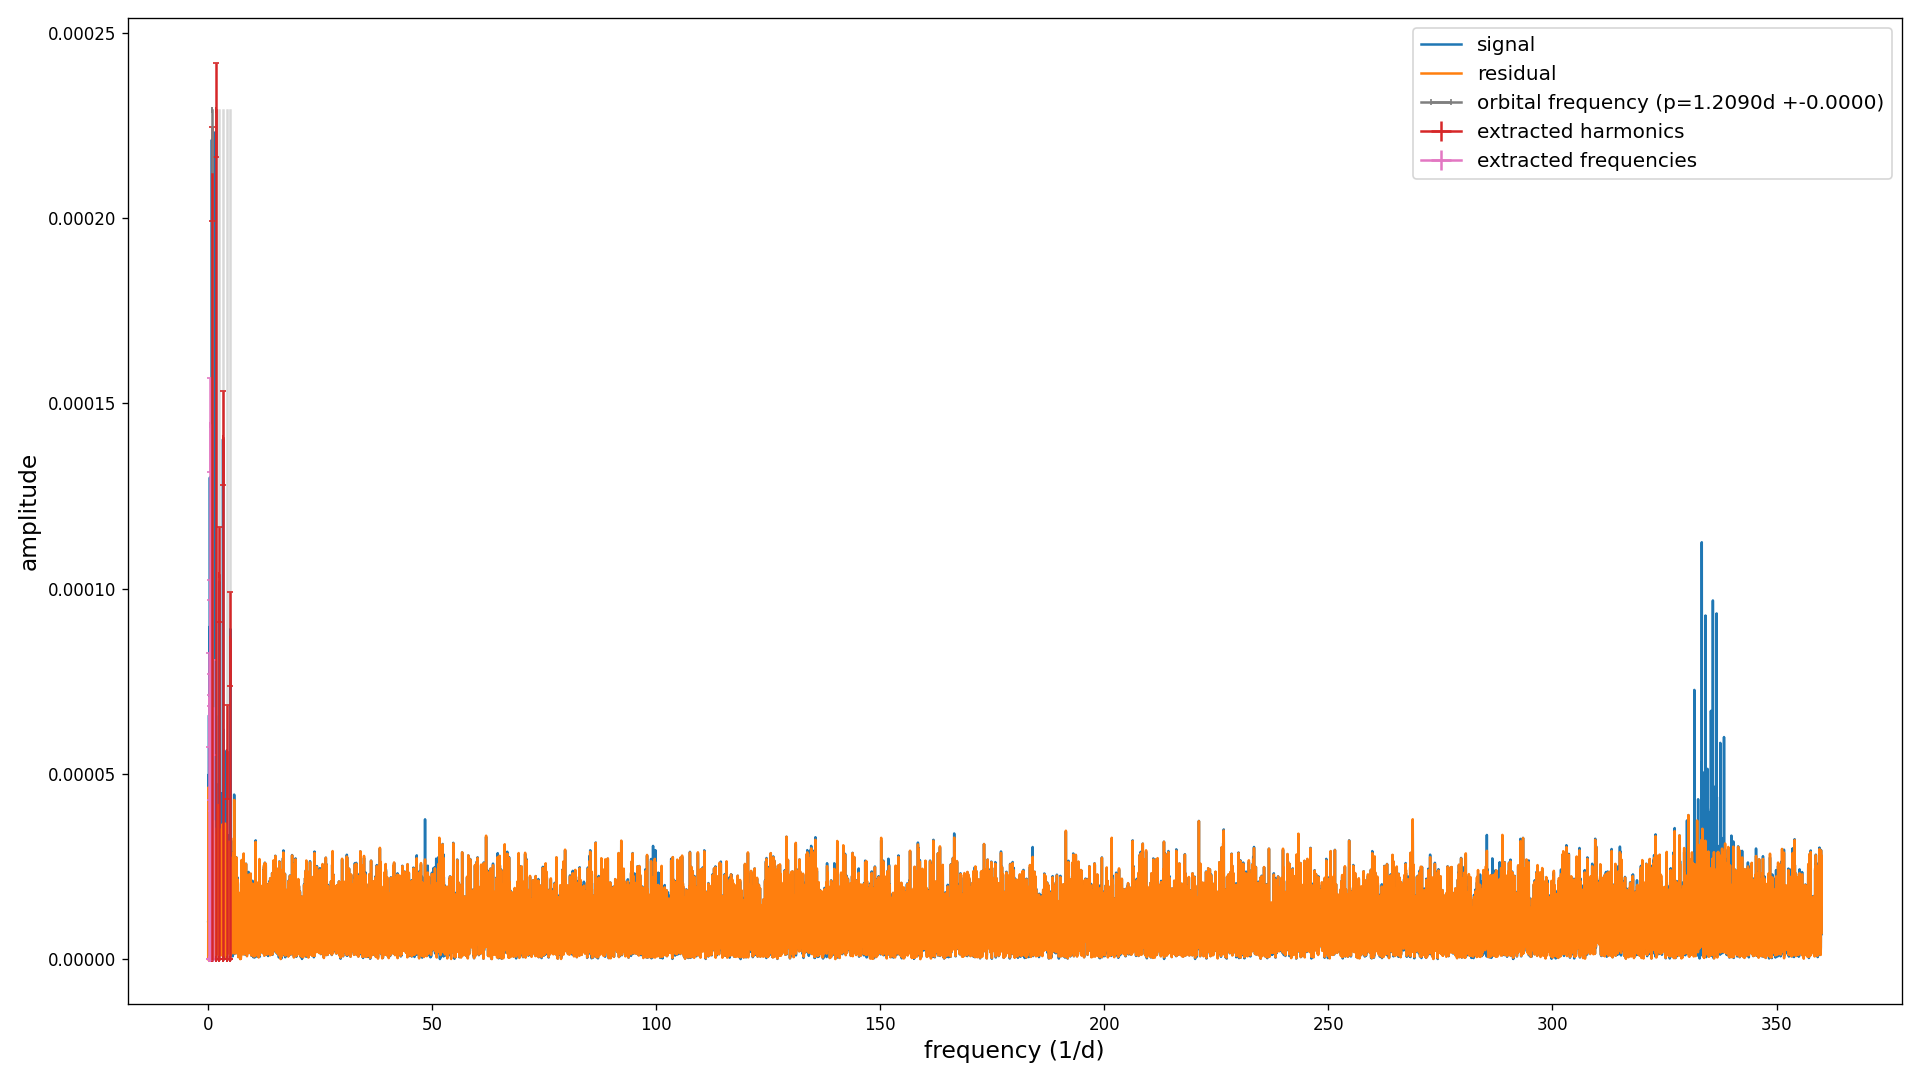 0.00025
0.00020
0.00015
0.00010
0.00005
0.00000
amplitude
signal
residual
orbital frequency (p=1.2090d +-0.0000)
extracted harmonics
extracted frequencies
0 50 100 150 200 250 300 350
frequency (1/d)